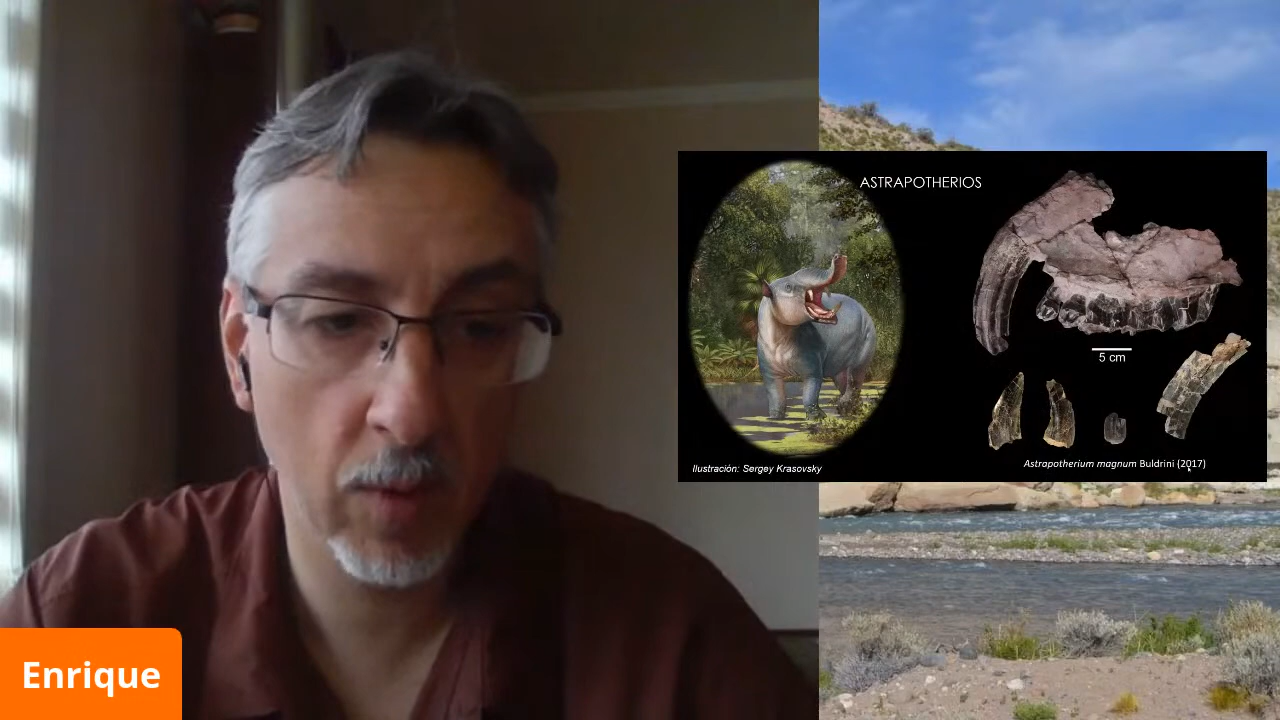 ASTRAPOTHERIOS
5 cm
Ilustración: Sergey Krasovsky
Astrapotherium magnum Buldrini (2017)
Enrique